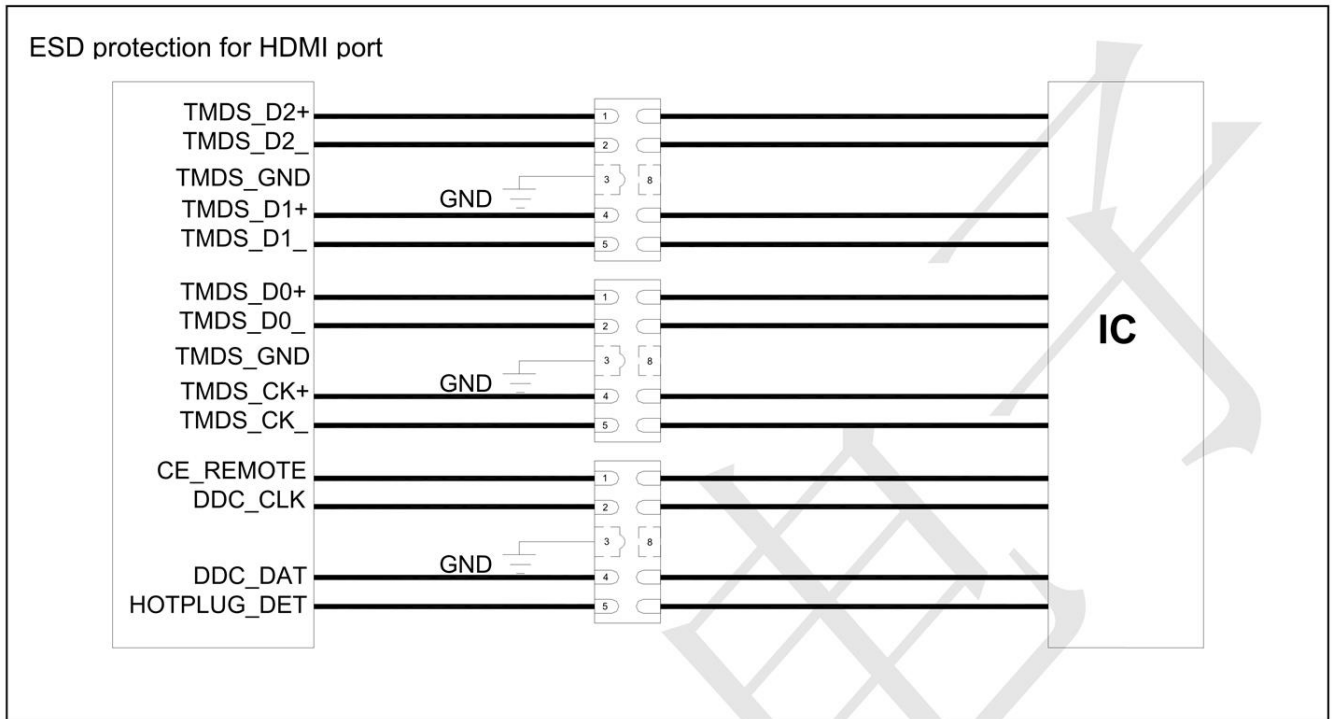 ESD protection for HDMI port
TMDS_D2+
TMDS_D2_
TMDS_GND
TMDS_D1+
TMDS_D1_
GND
1
2
3 8
4
5
TMDS_D0+
TMDS_D0_
TMDS_GND
TMDS_CK+
TMDS_CK_
GND
1
2
3 8
4
5
IC
CE_REMOTE
DDC_CLK
DDC_DAT
HOTPLUG_DET
GND
1
2
3 8
4
5
电子